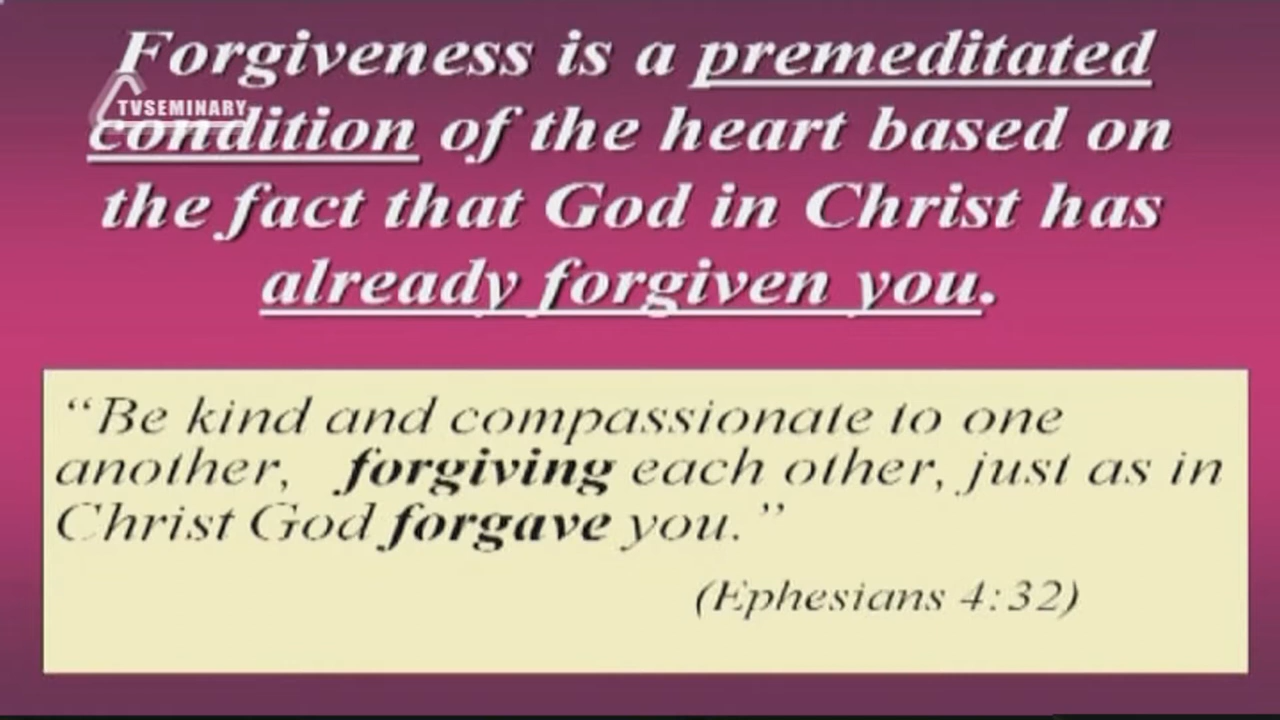 Forgiveness is a premeditated
TVSEMINARY
condition of the heart based on
the fact that God in Christ has
already forgiven you.
“Be kind and compassionate to one
another, forgiving each other, just as in
Christ God forgave you.”
(Ephesians 4:32)